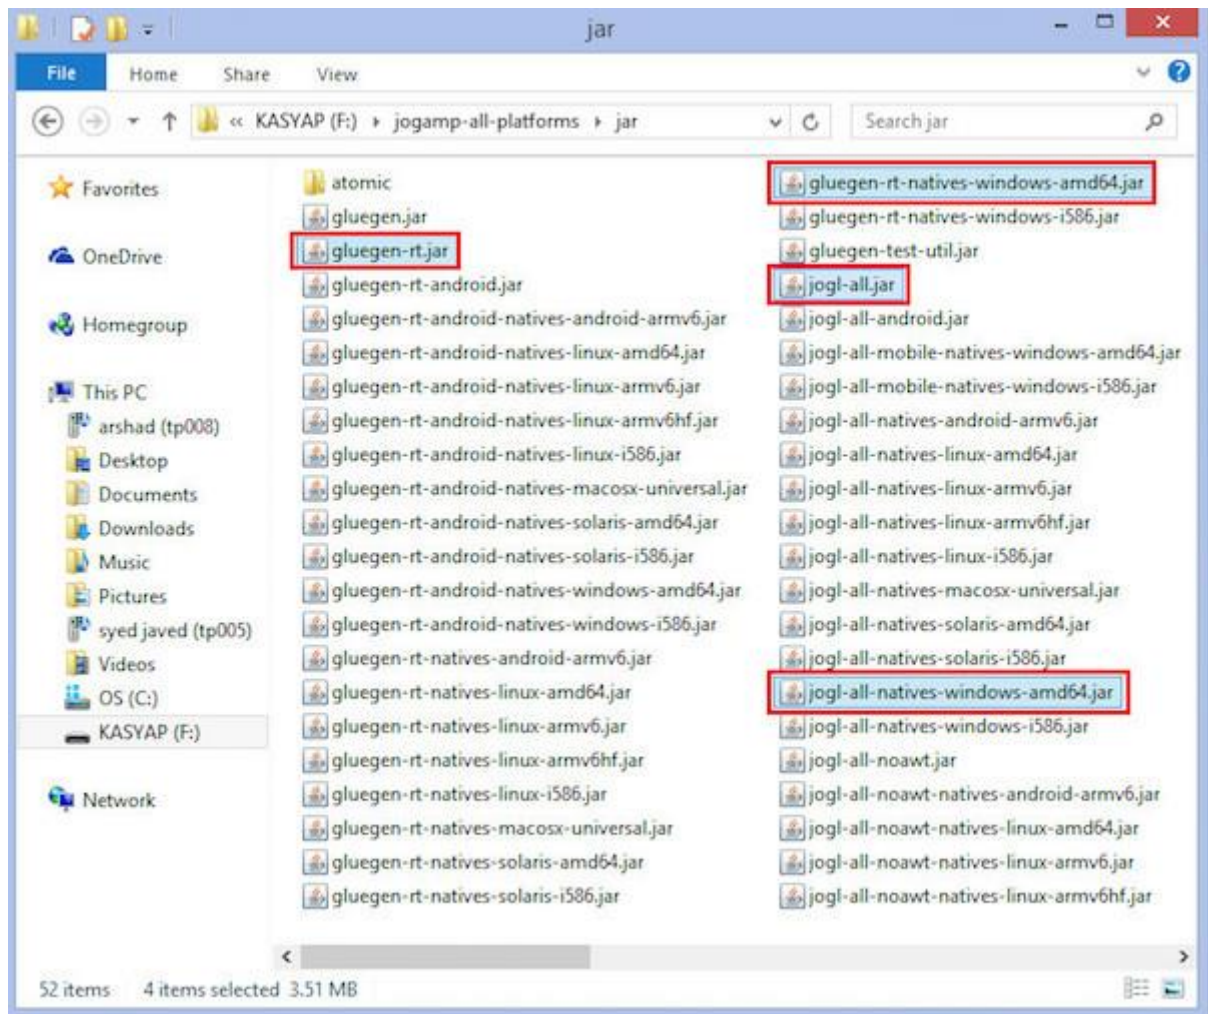 jar
File Home Share View
« KASYAP (F:) jogamp-all-platforms jar Search jar
Favorites
OneDrive
Homegroup
This PC
arshad (tp008)
Desktop
Documents
Downloads
Music
Pictures
syed javed (tp005)
Videos
OS (C:)
KASYAP (F:)
Network
atomic
gluegen.jar
gluegen-rt.jar
gluegen-rt-android.jar
gluegen-rt-android-natives-android-armv6.jar
gluegen-rt-android-natives-linux-amd64.jar
gluegen-rt-android-natives-linux-armv6.jar
gluegen-rt-android-natives-linux-armv6hf.jar
gluegen-rt-android-natives-linux-i586.jar
gluegen-rt-android-natives-macosx-universal.jar
gluegen-rt-android-natives-solaris-amd64.jar
gluegen-rt-android-natives-solaris-i586.jar
gluegen-rt-android-natives-windows-amd64.jar
gluegen-rt-android-natives-windows-i586.jar
gluegen-rt-natives-android-armv6.jar
gluegen-rt-natives-linux-amd64.jar
gluegen-rt-natives-linux-armv6.jar
gluegen-rt-natives-linux-armv6hf.jar
gluegen-rt-natives-linux-i586.jar
gluegen-rt-natives-macosx-universal.jar
gluegen-rt-natives-solaris-amd64.jar
gluegen-rt-natives-solaris-i586.jar
gluegen-rt-natives-windows-amd64.jar
gluegen-rt-natives-windows-i586.jar
gluegen-test-util.jar
jogl-all.jar
jogl-all-android.jar
jogl-all-mobile-natives-windows-amd64.jar
jogl-all-mobile-natives-windows-i586.jar
jogl-all-natives-android-armv6.jar
jogl-all-natives-linux-amd64.jar
jogl-all-natives-linux-armv6.jar
jogl-all-natives-linux-armv6hf.jar
jogl-all-natives-linux-i586.jar
jogl-all-natives-macosx-universal.jar
jogl-all-natives-solaris-amd64.jar
jogl-all-natives-solaris-i586.jar
jogl-all-natives-windows-amd64.jar
jogl-all-natives-windows-i586.jar
jogl-all-noawt.jar
jogl-all-noawt-natives-android-armv6.jar
jogl-all-noawt-natives-linux-amd64.jar
jogl-all-noawt-natives-linux-armv6.jar
jogl-all-noawt-natives-linux-armv6hf.jar
52 items 4 items selected 3.51 MB